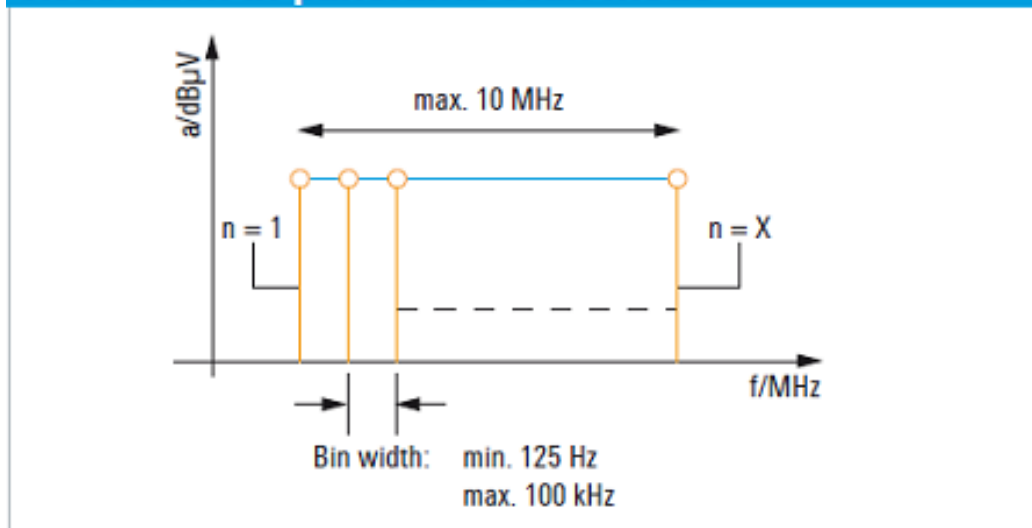 a/dBµV
max. 10 MHz
n = 1
n = X
f/MHz
Bin width: min. 125 Hz
max. 100 kHz